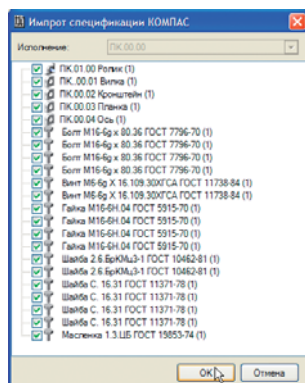 Импрот спецификации КОМПАС
Исполнение: ПК.00.00
ПК.01.00 Ролик (1)
ПК..00.01 Вилка (1)
ПК.00.02 Кронштейн (1)
ПК.00.03 Планка (1)
ПК.00.04 Ось (1)
Болт М16-6g x 80.36 ГОСТ 7796-70 (1)
Болт М16-6g x 80.36 ГОСТ 7796-70 (1)
Болт М16-6g x 80.36 ГОСТ 7796-70 (1)
Болт М16-6g x 80.36 ГОСТ 7796-70 (1)
Винт М6-6g X 16.109.30ХГСА ГОСТ 11738-84 (1)
Винт М6-6g X 16.109.30ХГСА ГОСТ 11738-84 (1)
Гайка М16-6Н.04 ГОСТ 5915-70 (1)
Гайка М16-6Н.04 ГОСТ 5915-70 (1)
Гайка М16-6Н.04 ГОСТ 5915-70 (1)
Гайка М16-6Н.04 ГОСТ 5915-70 (1)
Шайба 2.6.БрКМц3-1 ГОСТ 10462-81 (1)
Шайба 2.6.БрКМц3-1 ГОСТ 10462-81 (1)
Шайба С. 16.31 ГОСТ 11371-78 (1)
Шайба С. 16.31 ГОСТ 11371-78 (1)
Шайба С. 16.31 ГОСТ 11371-78 (1)
Шайба С. 16.31 ГОСТ 11371-78 (1)
Масленка 1.3.ЦБ ГОСТ 19853-74 (1)
OK Отмена